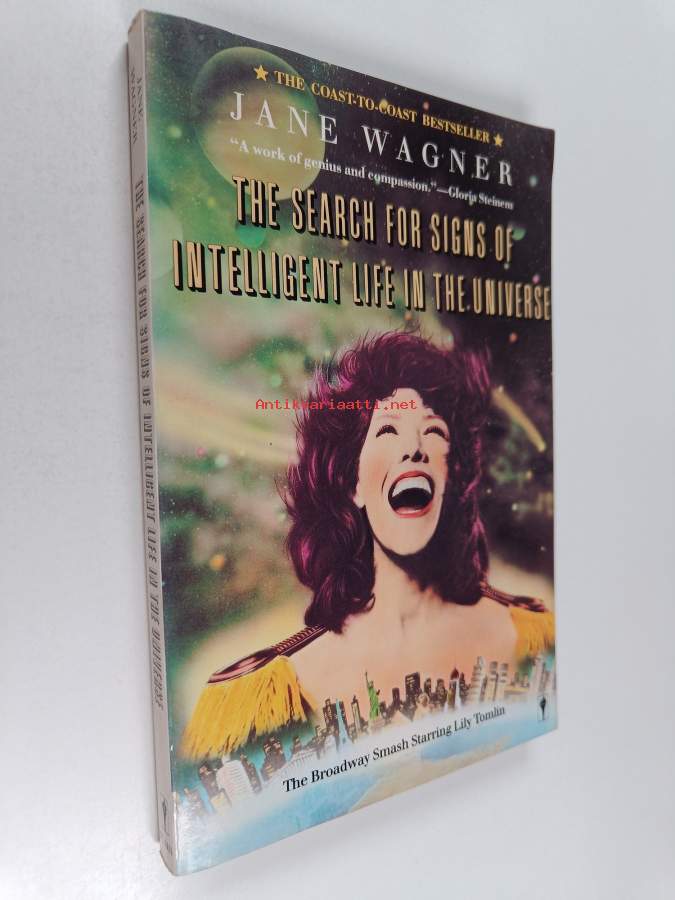 ★ THE COAST-TO-COAST BESTSELLER ★
JANE WAGNER
"A work of genius and compassion."—Gloria Steinem
THE SEARCH FOR SIGNS OF
INTELLIGENT LIFE IN THE UNIVERSE
Antikvariaatti.net
The Broadway Smash Starring Lily Tomlin
JANE
WAGNER
THE SEARCH FOR SIGNS OF INTELLIGENT LIFE IN THE UNIVERSE